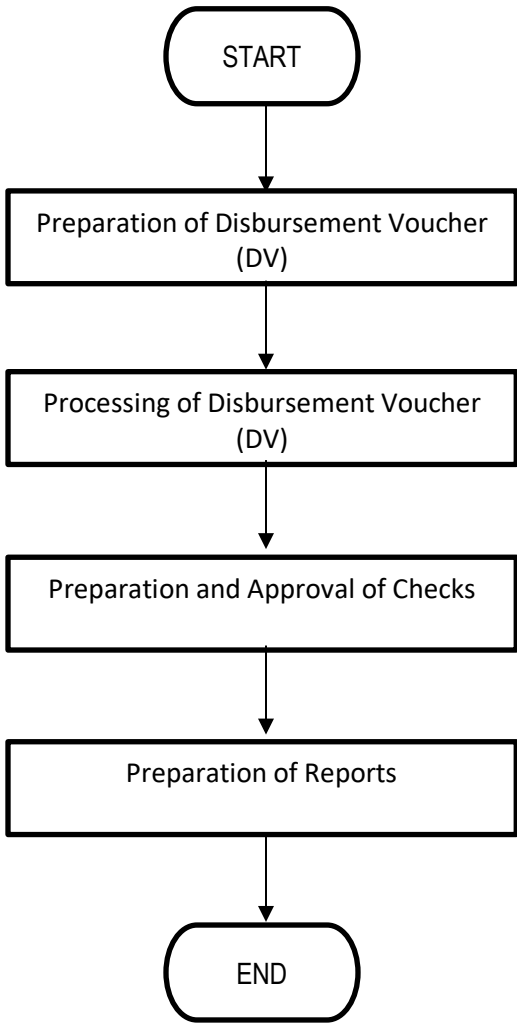 START
Preparation of Disbursement Voucher
(DV)
Processing of Disbursement Voucher
(DV)
Preparation and Approval of Checks
Preparation of Reports
END